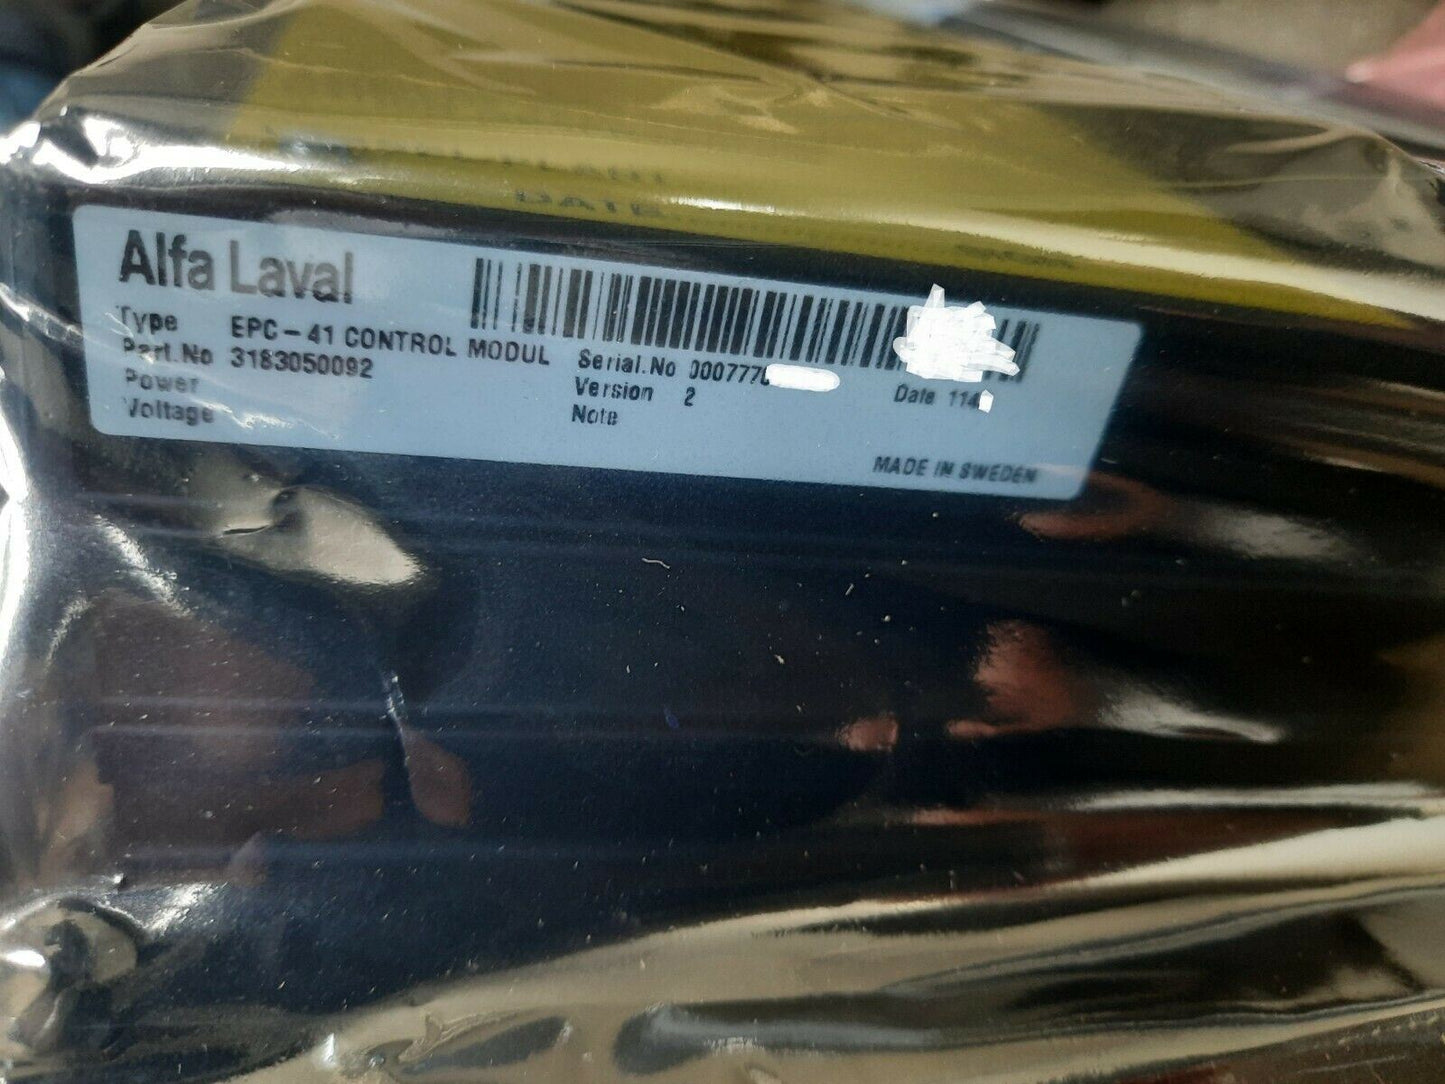 Alfa Laval
Type EPC-41 CONTROL MODUL
Part.No 3183050092
Power
Voltage
Serial.No 000777
Version 2
Note
Date 114
MADE IN SWEDEN